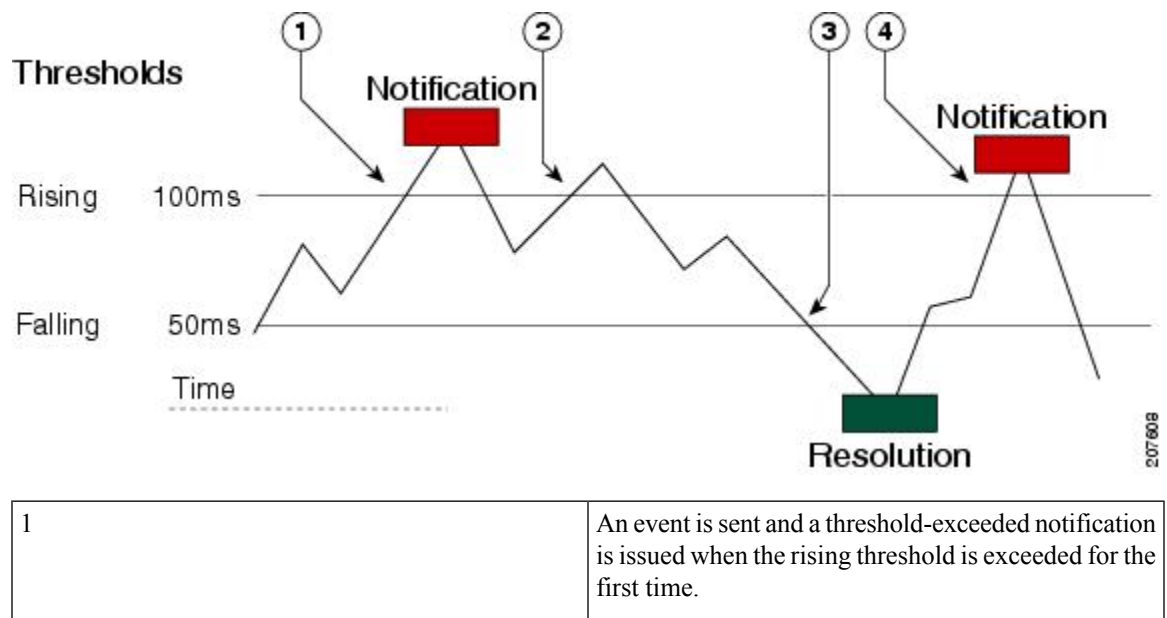 1 2 3 4
Thresholds
Notification
Notification
Rising 100ms
Falling 50ms
Time
Resolution
207608
1
An event is sent and a threshold-exceeded notification
is issued when the rising threshold is exceeded for the
first time.